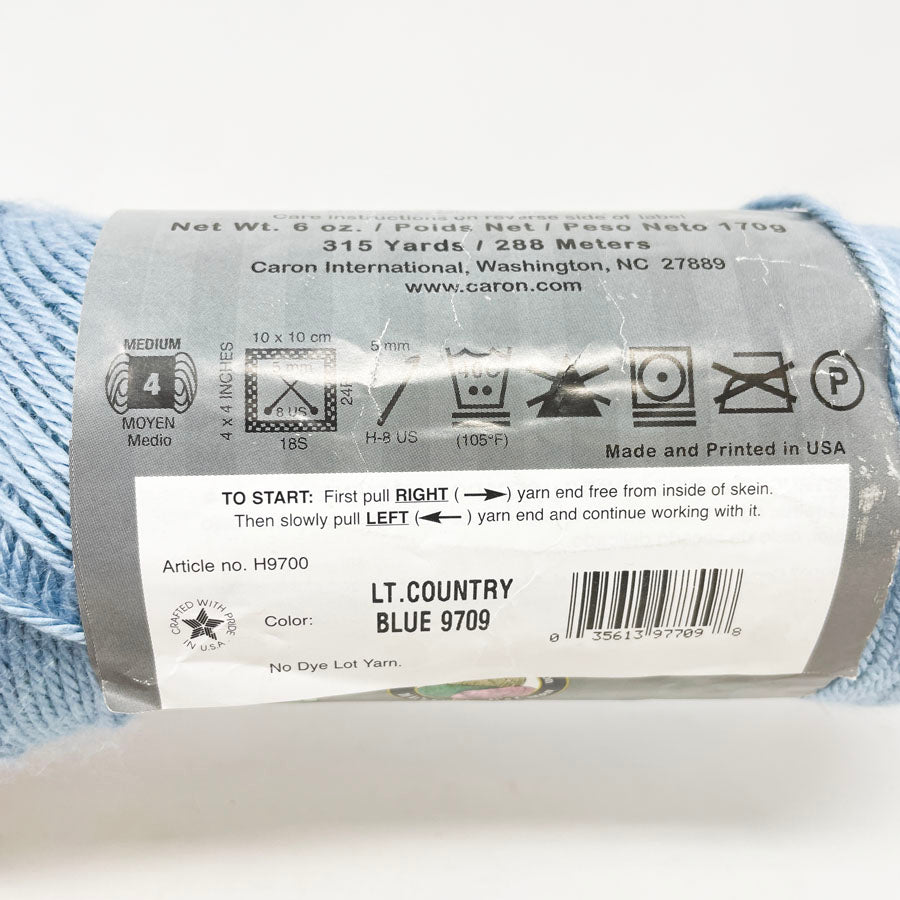 Care instructions on reverse side of label
Net Wt. 6 oz. / Poids Net / Peso Neto 170g
315 Yards / 288 Meters
Caron International, Washington, NC 27889
www.caron.com
MEDIUM
4
MOYEN
Medio
4 x 4 INCHES
10 x 10 cm
5 mm
8 US
18S
5 mm
H-8 US
(105°F)
P
Made and Printed in USA
TO START: First pull RIGHT (→) yarn end free from inside of skein.
Then slowly pull LEFT (←) yarn end and continue working with it.
Article no. H9700
CRAFTED WITH PRIDE
IN U.S.A.
Color:
LT.COUNTRY
BLUE 9709
0 35613 97709 8
No Dye Lot Yarn.